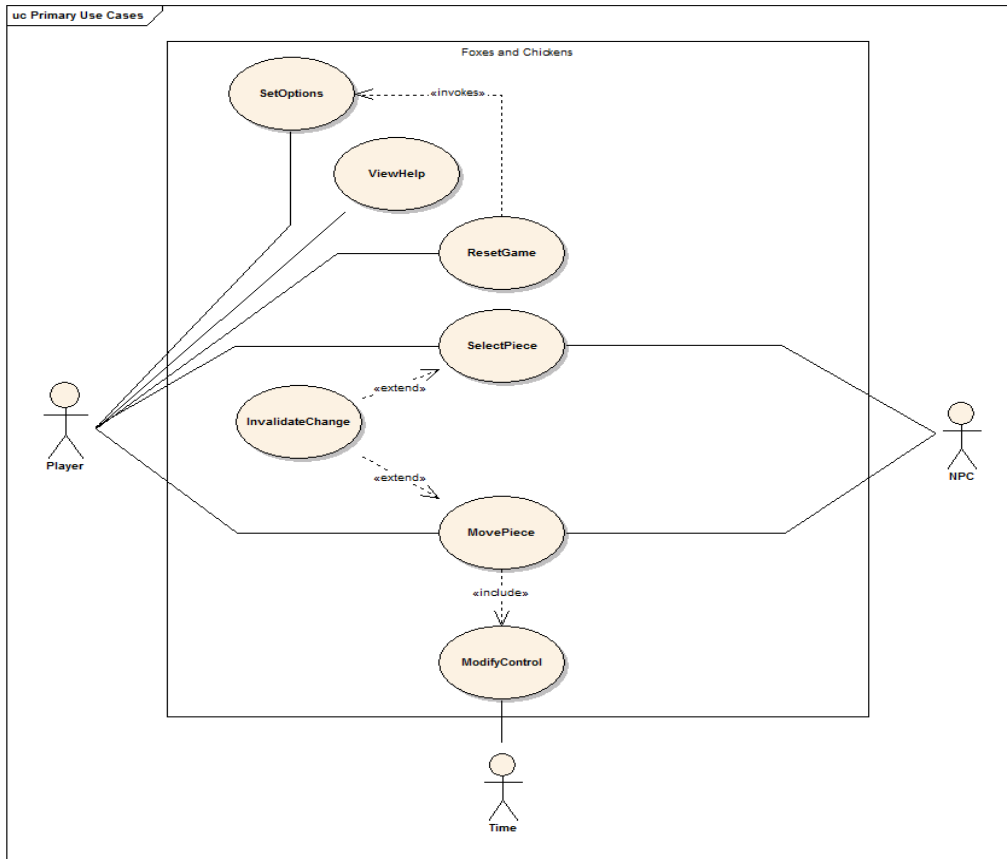 uc Primary Use Cases
Foxes and Chickens
SetOptions
«invokes»
ViewHelp
ResetGame
SelectPiece
«extend»
InvalidateChange
Player
NPC
«extend»
MovePiece
«include»
ModifyControl
Time